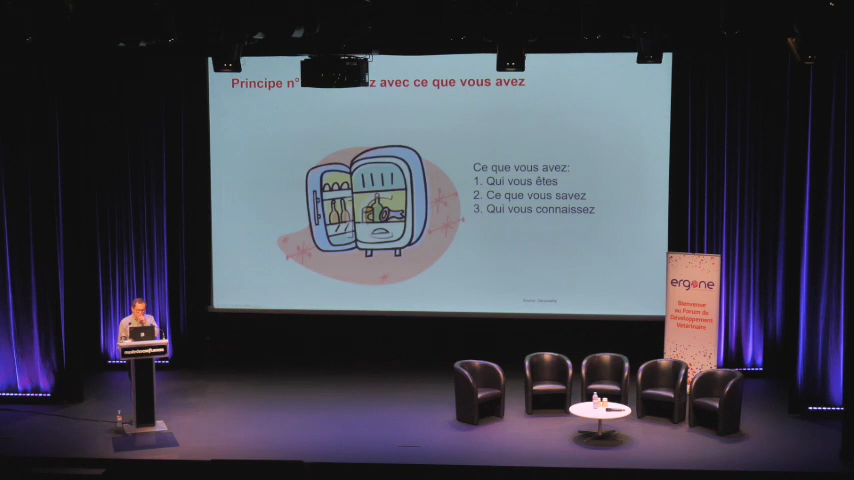 Principe n° z avec ce que vous avez
Ce que vous avez:
1. Qui vous êtes
2. Ce que vous savez
3. Qui vous connaissez
ergone
Bienvenue
au Forum du
Développement
Vétérinaire